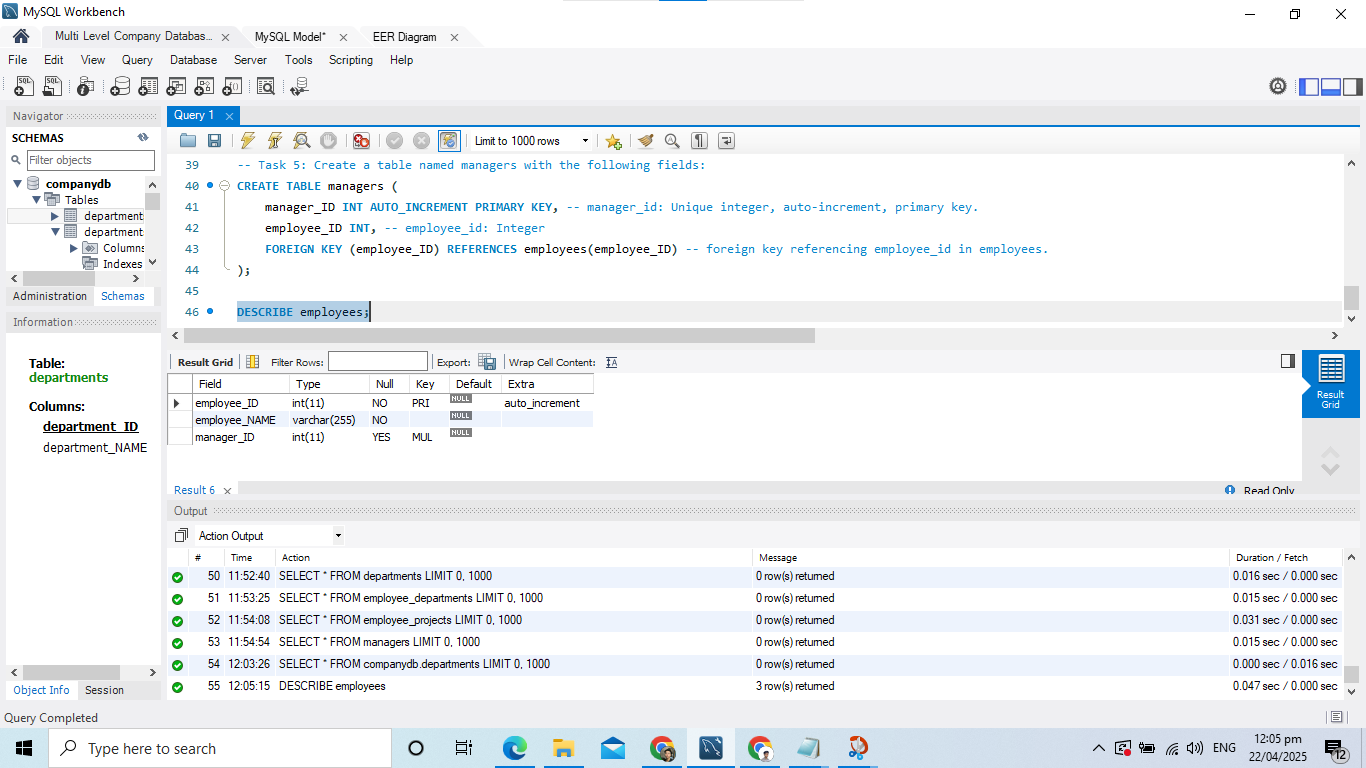 MySQL Workbench
Multi Level Company Databas...
MySQL Model*
EER Diagram
File Edit View Query Database Server Tools Scripting Help
Navigator
SCHEMAS
Filter objects
companydb
Tables
department
department
Columns
Indexes
Administration Schemas
Information
Table:
departments
Columns:
department_ID
department_NAME
Object Info Session
Query 1
Limit to 1000 rows
39 -- Task 5: Create a table named managers with the following fields:
40 CREATE TABLE managers (
41 manager_ID INT AUTO_INCREMENT PRIMARY KEY, -- manager_id: Unique integer, auto-increment, primary key.
42 employee_ID INT, -- employee_id: Integer
43 FOREIGN KEY (employee_ID) REFERENCES employees(employee_ID) -- foreign key referencing employee_id in employees.
44 );
45
46 DESCRIBE employees;
Result Grid Filter Rows: Export: Wrap Cell Content:
Field Type Null Key Default Extra
employee_ID int(11) NO PRI NULL auto_increment
employee_NAME varchar(255) NO NULL
manager_ID int(11) YES MUL NULL
Result
Grid
Result 6
Read Only
Output
Action Output
# Time Action Message Duration / Fetch
50 11:52:40 SELECT * FROM departments LIMIT 0, 1000 0 row(s) returned 0.016 sec / 0.000 sec
51 11:53:25 SELECT * FROM employee_departments LIMIT 0, 1000 0 row(s) returned 0.015 sec / 0.000 sec
52 11:54:08 SELECT * FROM employee_projects LIMIT 0, 1000 0 row(s) returned 0.031 sec / 0.000 sec
53 11:54:54 SELECT * FROM managers LIMIT 0, 1000 0 row(s) returned 0.015 sec / 0.000 sec
54 12:03:26 SELECT * FROM companydb.departments LIMIT 0, 1000 0 row(s) returned 0.000 sec / 0.016 sec
55 12:05:15 DESCRIBE employees 3 row(s) returned 0.047 sec / 0.000 sec
Query Completed
Type here to search
ENG
12:05 pm
22/04/2025
12